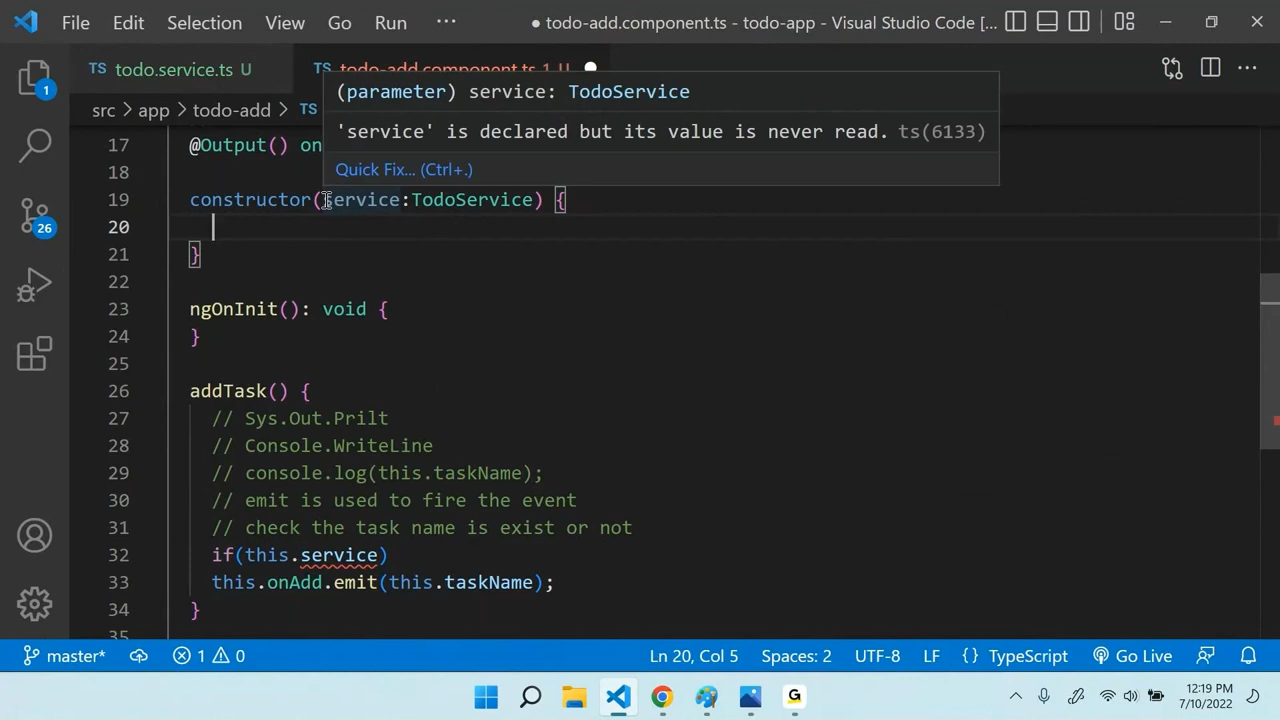 File Edit Selection View Go Run ··· ● todo-add.component.ts - todo-app - Visual Studio Code [...
TS todo.service.ts U TS todo-add.component.ts 1, U ●
src > app > todo-add > TS
(parameter) service: TodoService
'service' is declared but its value is never read. ts(6133)
Quick Fix... (Ctrl+.)
1
26
17 @Output() on
18
19 constructor(service:TodoService) {
20
21 }
22
23 ngOnInit(): void {
24 }
25
26 addTask() {
27 // Sys.Out.Prilt
28 // Console.WriteLine
29 // console.log(this.taskName);
30 // emit is used to fire the event
31 // check the task name is exist or not
32 if(this.service)
33 this.onAdd.emit(this.taskName);
34 }
35
master* 1 0 Ln 20, Col 5 Spaces: 2 UTF-8 LF {} TypeScript Go Live
G
12:19 PM
7/10/2022